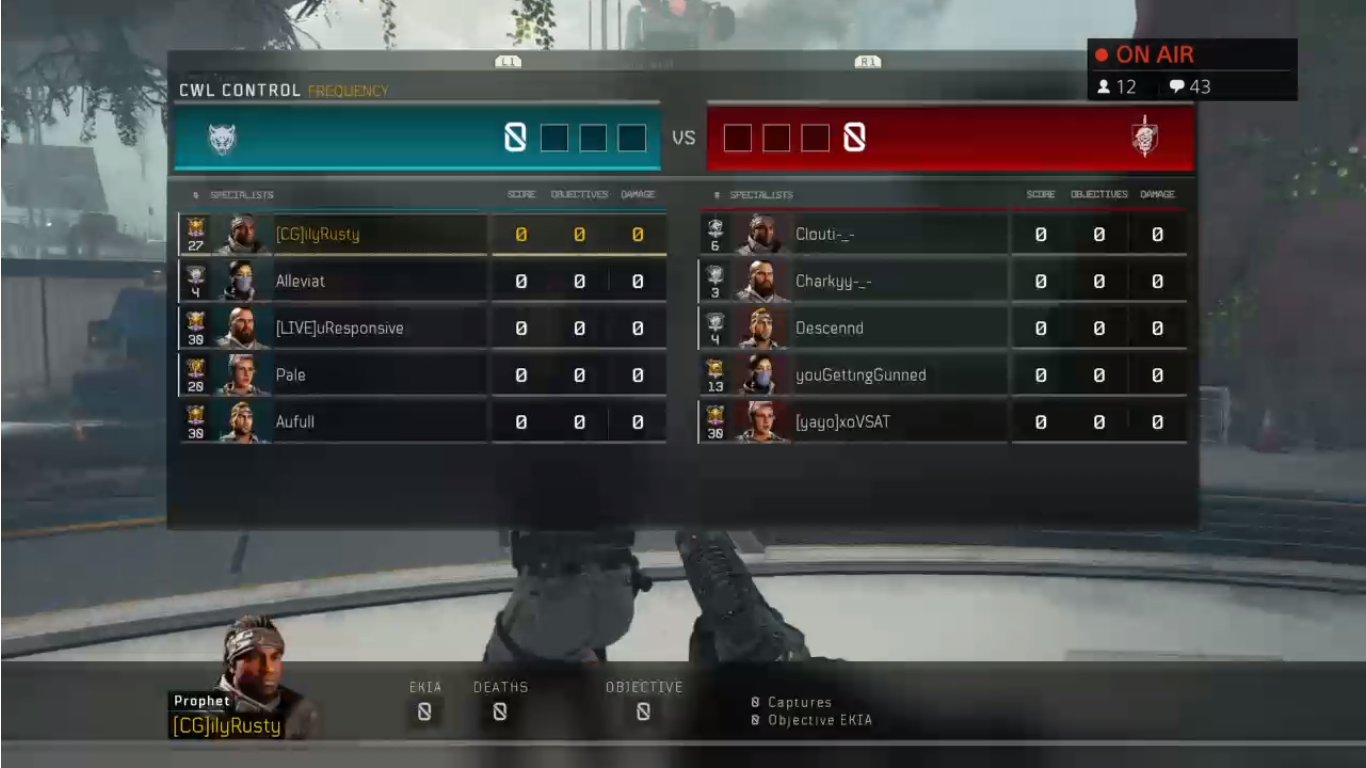 L1
R1
ON AIR
12 43
CWL CONTROL FREQUENCY
0 VS 0
SPECIALISTS SCORE OBJECTIVES DAMAGE
SPECIALISTS SCORE OBJECTIVES DAMAGE
27 [CG]ilyRusty 0 0 0
6 Clouti-_- 0 0 0
4 Alleviat 0 0 0
3 Charkyy-_- 0 0 0
30 [LIVE]uResponsive 0 0 0
4 Descennd 0 0 0
20 Pale 0 0 0
13 youGettingGunned 0 0 0
30 Aufull 0 0 0
30 [yayo]xoVSAT 0 0 0
Prophet
[CG]ilyRusty
EKIA DEATHS OBJECTIVE
0 0 0
0 Captures
0 Objective EKIA